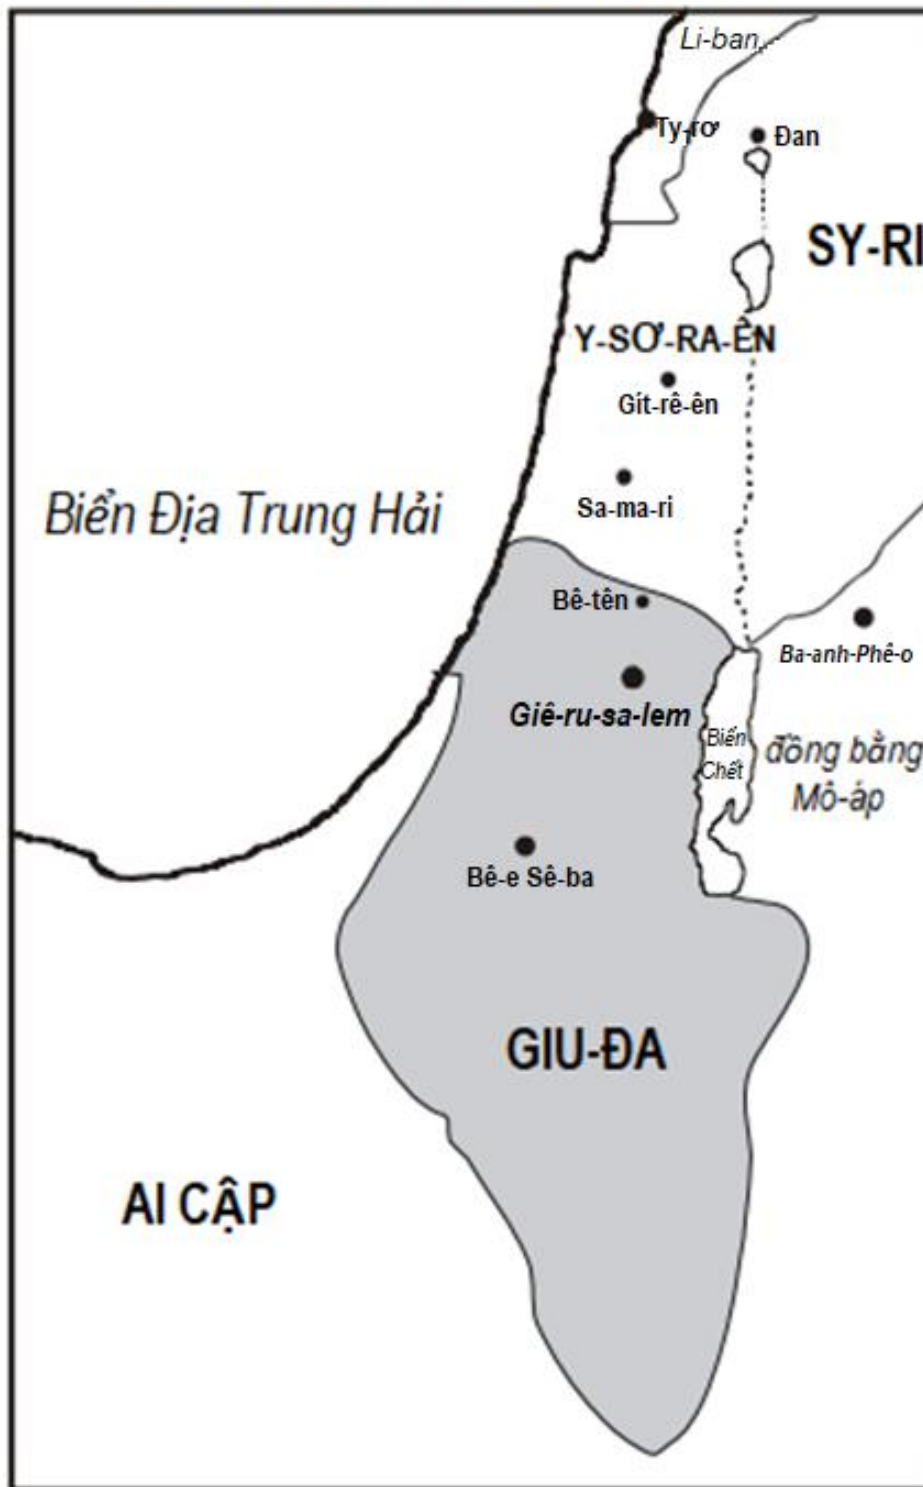 Li-ban
Ty-rơ
Đan
SY-RI
Y-SƠ-RA-ÊN
Gít-rê-ên
Biển Địa Trung Hải
Sa-ma-ri
Bê-tên
Ba-anh-Phê-o
Giê-ru-sa-lem
Biển
Chết
đồng bằng
Mô-áp
Bê-e Sê-ba
GIU-ĐA
AI CẬP